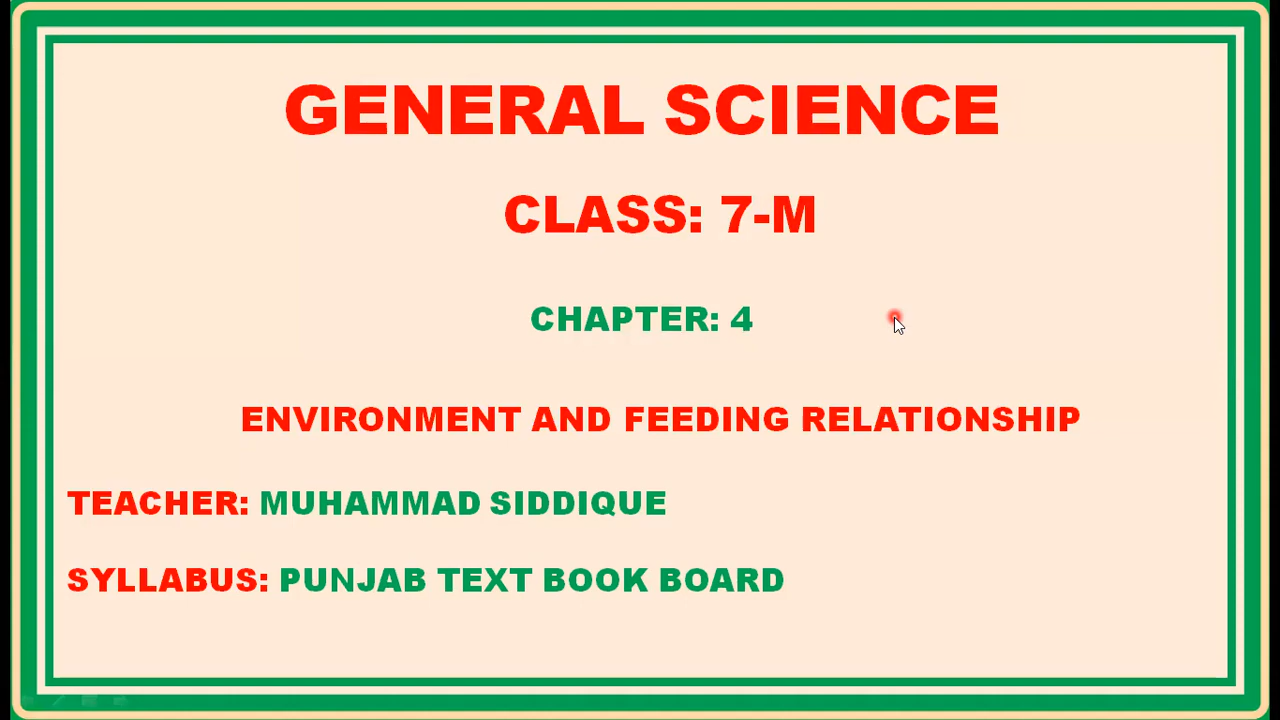 GENERAL SCIENCE
CLASS: 7-M
CHAPTER: 4
ENVIRONMENT AND FEEDING RELATIONSHIP
TEACHER: MUHAMMAD SIDDIQUE
SYLLABUS: PUNJAB TEXT BOOK BOARD